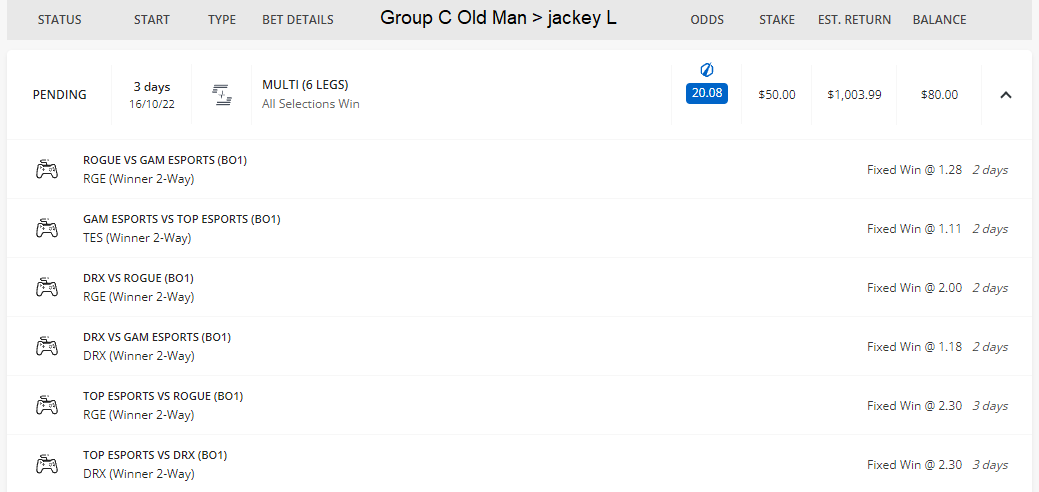 STATUS START TYPE BET DETAILS Group C Old Man > jackey L ODDS STAKE EST. RETURN BALANCE
PENDING 3 days 16/10/22 MULTI (6 LEGS) All Selections Win 20.08 $50.00 $1,003.99 $80.00
ROGUE VS GAM ESPORTS (BO1)
RGE (Winner 2-Way) Fixed Win @ 1.28 2 days
GAM ESPORTS VS TOP ESPORTS (BO1)
TES (Winner 2-Way) Fixed Win @ 1.11 2 days
DRX VS ROGUE (BO1)
RGE (Winner 2-Way) Fixed Win @ 2.00 2 days
DRX VS GAM ESPORTS (BO1)
DRX (Winner 2-Way) Fixed Win @ 1.18 2 days
TOP ESPORTS VS ROGUE (BO1)
RGE (Winner 2-Way) Fixed Win @ 2.30 3 days
TOP ESPORTS VS DRX (BO1)
DRX (Winner 2-Way) Fixed Win @ 2.30 3 days